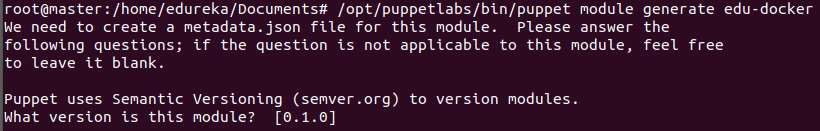 root@master:/home/edureka/Documents# /opt/puppetlabs/bin/puppet module generate edu-docker
We need to create a metadata.json file for this module.  Please answer the
following questions; if the question is not applicable to this module, feel free
to leave it blank.

Puppet uses Semantic Versioning (semver.org) to version modules.
What version is this module?  [0.1.0]